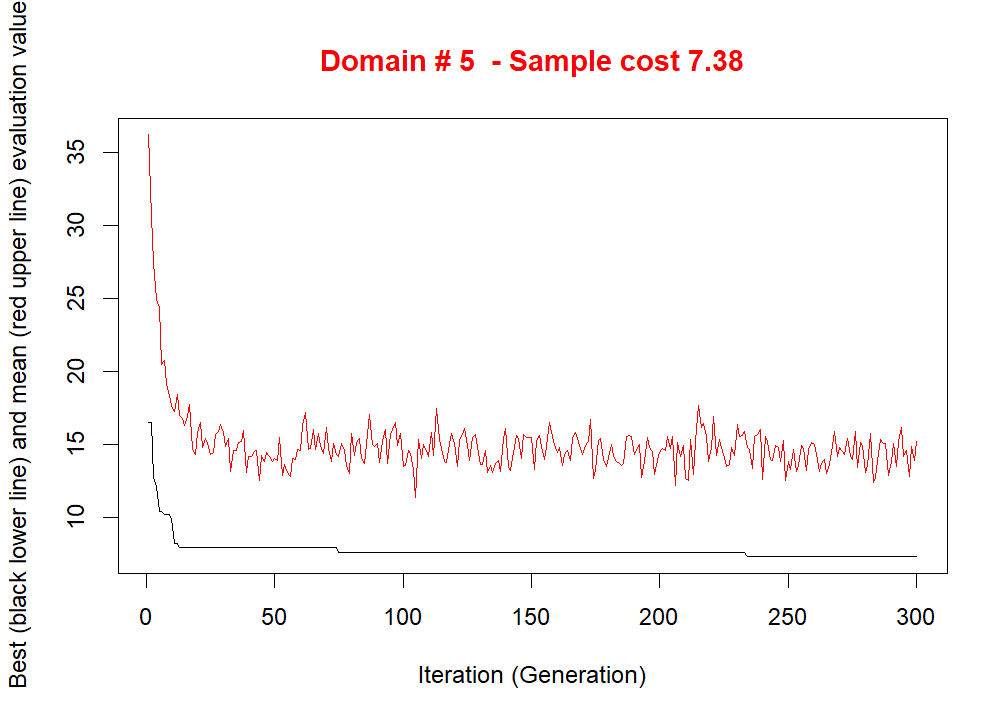 Domain # 5  - Sample cost 7.38
Best (black lower line) and mean (red upper line) evaluation value
35
30
25
20
15
10
0 50 100 150 200 250 300
Iteration (Generation)